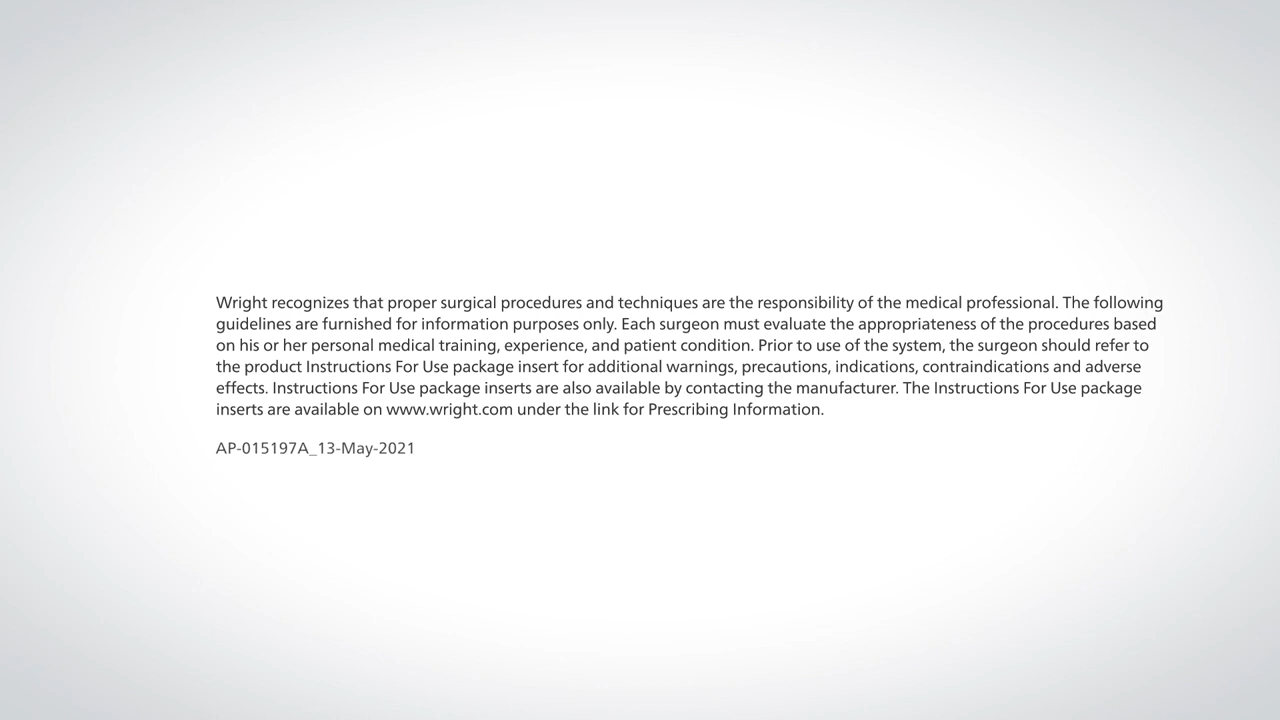 Wright recognizes that proper surgical procedures and techniques are the responsibility of the medical professional. The following
guidelines are furnished for information purposes only. Each surgeon must evaluate the appropriateness of the procedures based
on his or her personal medical training, experience, and patient condition. Prior to use of the system, the surgeon should refer to
the product Instructions For Use package insert for additional warnings, precautions, indications, contraindications and adverse
effects. Instructions For Use package inserts are also available by contacting the manufacturer. The Instructions For Use package
inserts are available on www.wright.com under the link for Prescribing Information.
AP-015197A_13-May-2021